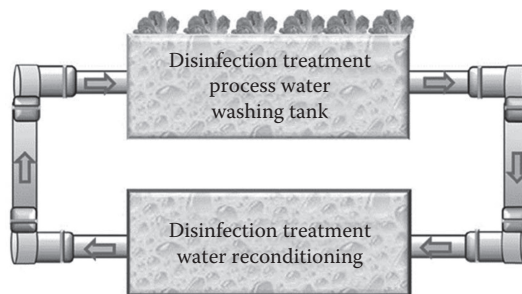 Disinfection treatment
process water
washing tank
Disinfection treatment
water reconditioning